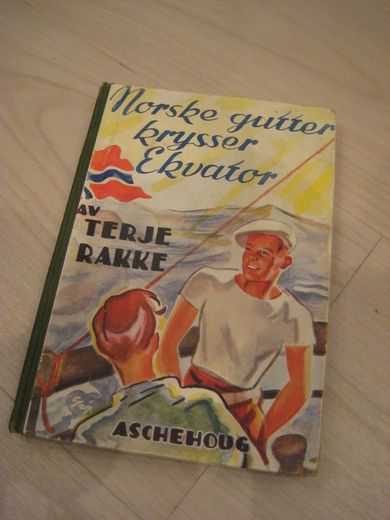 Norske gutter
krysser
Ekvator
AV
TERJE
RAKKE
ASCHEHOUG